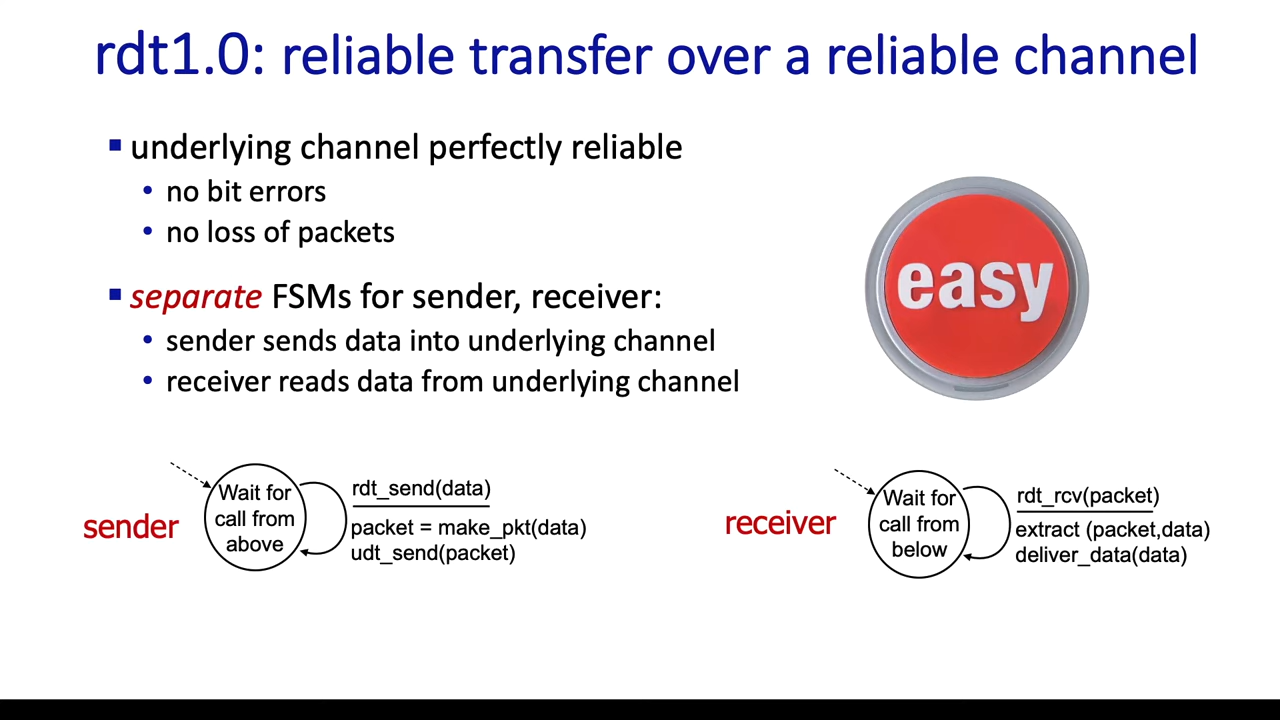 rdt1.0: reliable transfer over a reliable channel
underlying channel perfectly reliable
no bit errors
no loss of packets
separate FSMs for sender, receiver:
sender sends data into underlying channel
receiver reads data from underlying channel
easy
sender
Wait for
call from
above
rdt_send(data)
packet = make_pkt(data)
udt_send(packet)
receiver
Wait for
call from
below
rdt_rcv(packet)
extract (packet,data)
deliver_data(data)